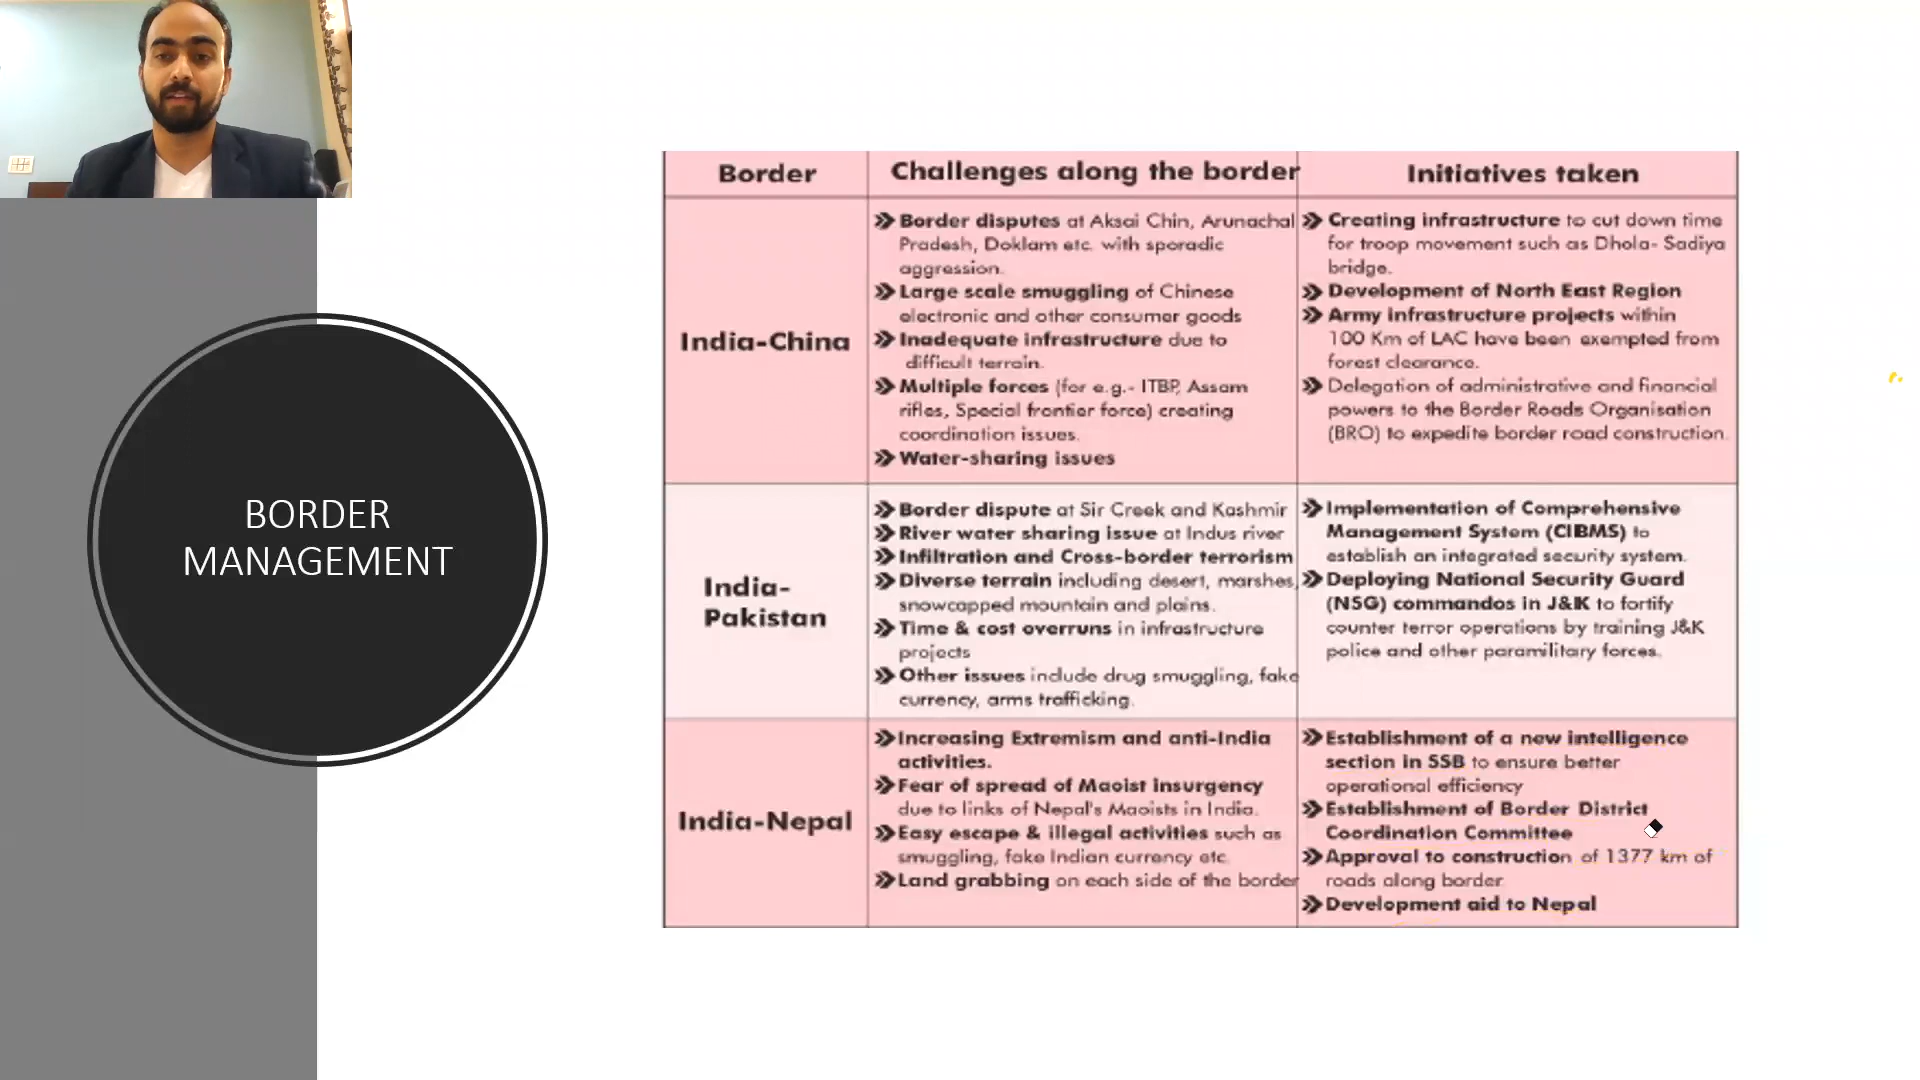 BORDER
MANAGEMENT
Border
Challenges along the border
Initiatives taken
India-China
Border disputes at Aksai Chin, Arunachal
Pradesh, Doklam etc. with sporadic
aggression.
Large scale smuggling of Chinese
electronic and other consumer goods
Inadequate infrastructure due to
difficult terrain.
Multiple forces (for e.g.- ITBP, Assam
rifles, Special frontier force) creating
coordination issues.
Water-sharing issues
Creating infrastructure to cut down time
for troop movement such as Dhola- Sadiya
bridge.
Development of North East Region
Army infrastructure projects within
100 Km of LAC have been exempted from
forest clearance.
Delegation of administrative and financial
powers to the Border Roads Organisation
(BRO) to expedite border road construction.
India-
Pakistan
Border dispute at Sir Creek and Kashmir
River water sharing issue at Indus river
Infiltration and Cross-border terrorism
Diverse terrain including desert, marshes,
snowcapped mountain and plains.
Time & cost overruns in infrastructure
projects
Other issues include drug smuggling, fake
currency, arms trafficking.
Implementation of Comprehensive
Management System (CIBMS) to
establish an integrated security system.
Deploying National Security Guard
(NSG) commandos in J&K to fortify
counter terror operations by training J&K
police and other paramilitary forces.
India-Nepal
Increasing Extremism and anti-India
activities.
Fear of spread of Maoist insurgency
due to links of Nepal's Maoists in India.
Easy escape & illegal activities such as
smuggling, fake Indian currency etc.
Land grabbing on each side of the border
Establishment of a new intelligence
section in SSB to ensure better
operational efficiency
Establishment of Border District
Coordination Committee
Approval to construction of 1377 km of
roads along border.
Development aid to Nepal